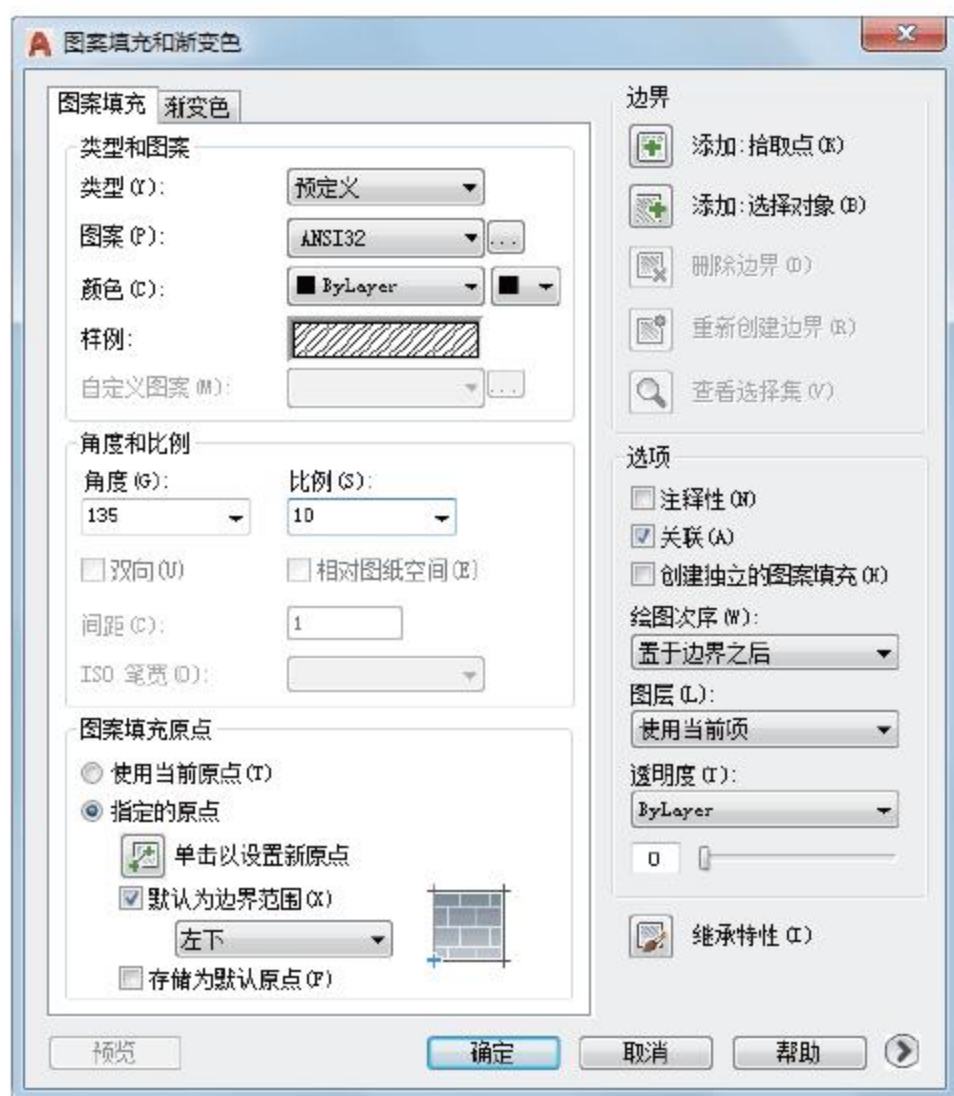 图案填充和渐变色
图案填充 渐变色
类型和图案
类型(Y):
预定义
图案(P):
ANSI32
...
颜色(C):
ByLayer
样例:
自定义图案(M):
...
角度和比例
角度(G):
比例(S):
135
10
双向(U)
相对图纸空间(E)
间距(C):
1
ISO 笔宽(O):
图案填充原点
使用当前原点(T)
指定的原点
单击以设置新原点
默认为边界范围(X)
左下
存储为默认原点(F)
边界
添加:拾取点(K)
添加:选择对象(B)
删除边界(D)
重新创建边界(R)
查看选择集(V)
选项
注释性(N)
关联(A)
创建独立的图案填充(H)
绘图次序(W):
置于边界之后
图层(L):
使用当前项
透明度(T):
ByLayer
0
继承特性(I)
预览
确定
取消
帮助